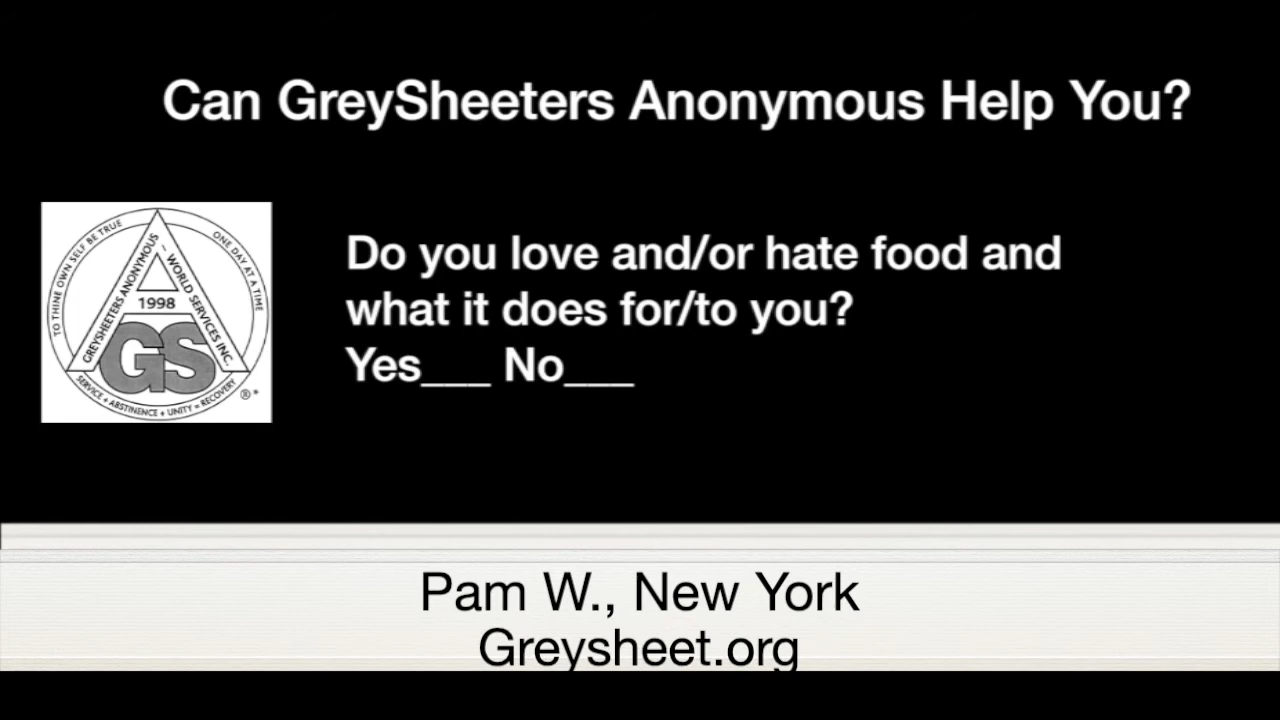 Can GreySheeters Anonymous Help You?
TO THINE OWN SELF BE TRUE
ONE DAY AT A TIME
GREYSHEETERS ANONYMOUS – WORLD SERVICES INC.
1998
GS
SERVICE + ABSTINENCE + UNITY = RECOVERY
®*
Do you love and/or hate food and
what it does for/to you?
Yes___ No___
Pam W., New York
Greysheet.org